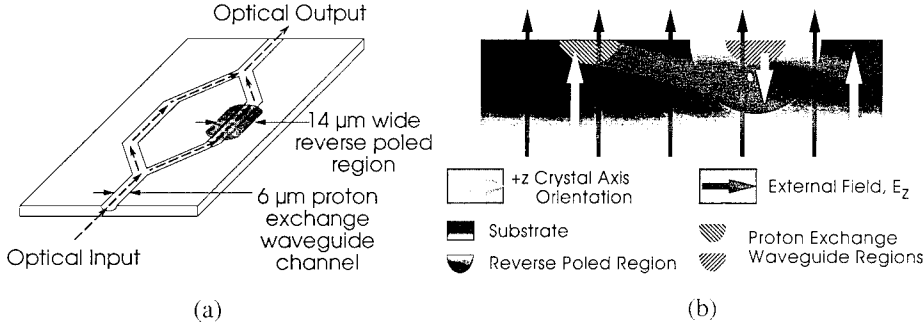 Optical Output
14 μm wide
reverse poled
region
6 μm proton
exchange
waveguide
channel
Optical Input
(a)
+z Crystal Axis
Orientation
External Field, EZ
Substrate
Reverse Poled Region
Proton Exchange
Waveguide Regions
(b)